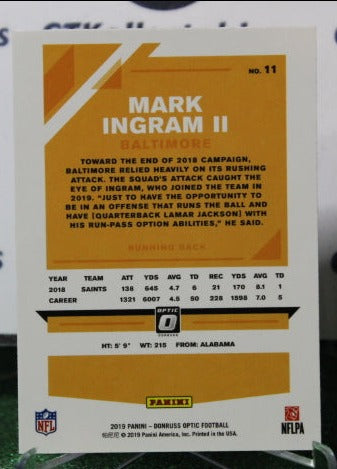 NO. 11
MARK
INGRAM II
BALTIMORE
TOWARD THE END OF 2018 CAMPAIGN,
BALTIMORE RELIED HEAVILY ON ITS RUSHING
ATTACK. THE SQUAD'S ATTACK CAUGHT THE
EYE OF INGRAM, WHO JOINED THE TEAM IN
2019. "JUST TO HAVE THE OPPORTUNITY TO
BE IN AN OFFENSE THAT RUNS THE BALL AND
HAVE [QUARTERBACK LAMAR JACKSON] WITH
HIS RUN-PASS OPTION ABILITIES," HE SAID.
RUNNING BACK
YEAR TEAM ATT YDS AVG TD REC YDS AVG TD
2018 SAINTS 138 645 4.7 6 21 170 8.1 1
CAREER 1321 6007 4.5 50 228 1598 7.0 5
OPTIC
HT: 5' 9" WT: 215 FROM: ALABAMA
PANINI
NFL
NFLPA
2019 PANINI - DONRUSS OPTIC FOOTBALL
© 2019 Panini America, Inc. Printed in the USA.